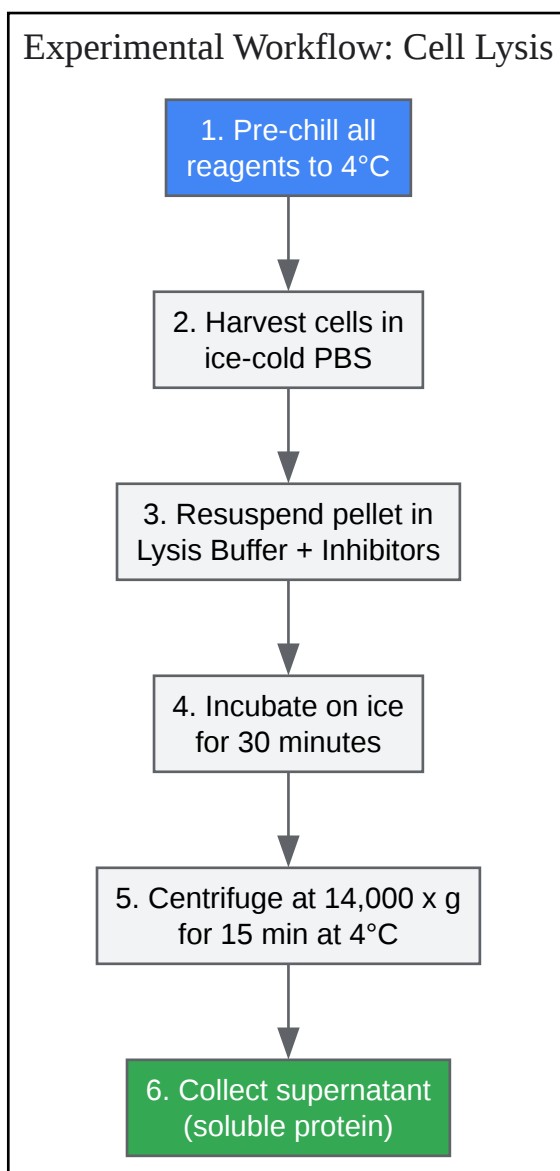 Experimental Workflow: Cell Lysis
1. Pre-chill all
reagents to 4°C
2. Harvest cells in
ice-cold PBS
3. Resuspend pellet in
Lysis Buffer + Inhibitors
4. Incubate on ice
for 30 minutes
5. Centrifuge at 14,000 x g
for 15 min at 4°C
6. Collect supernatant
(soluble protein)